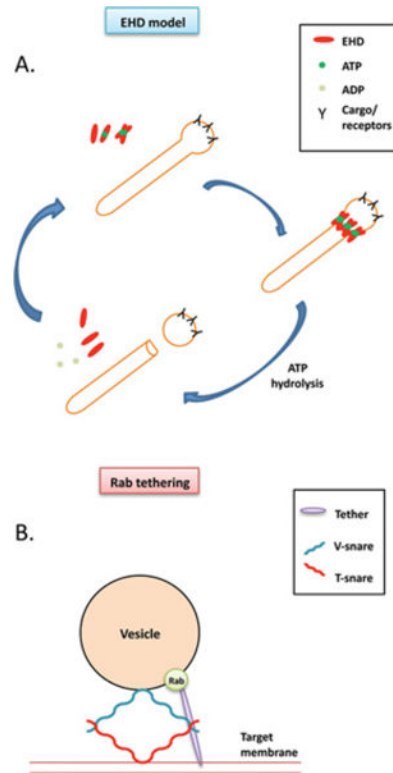 EHD model
A.
EHD
ATP
ADP
Cargo/
receptors
ATP
hydrolysis
Rab tethering
B.
Tether
V-snare
T-snare
Vesicle
Rab
Target
membrane